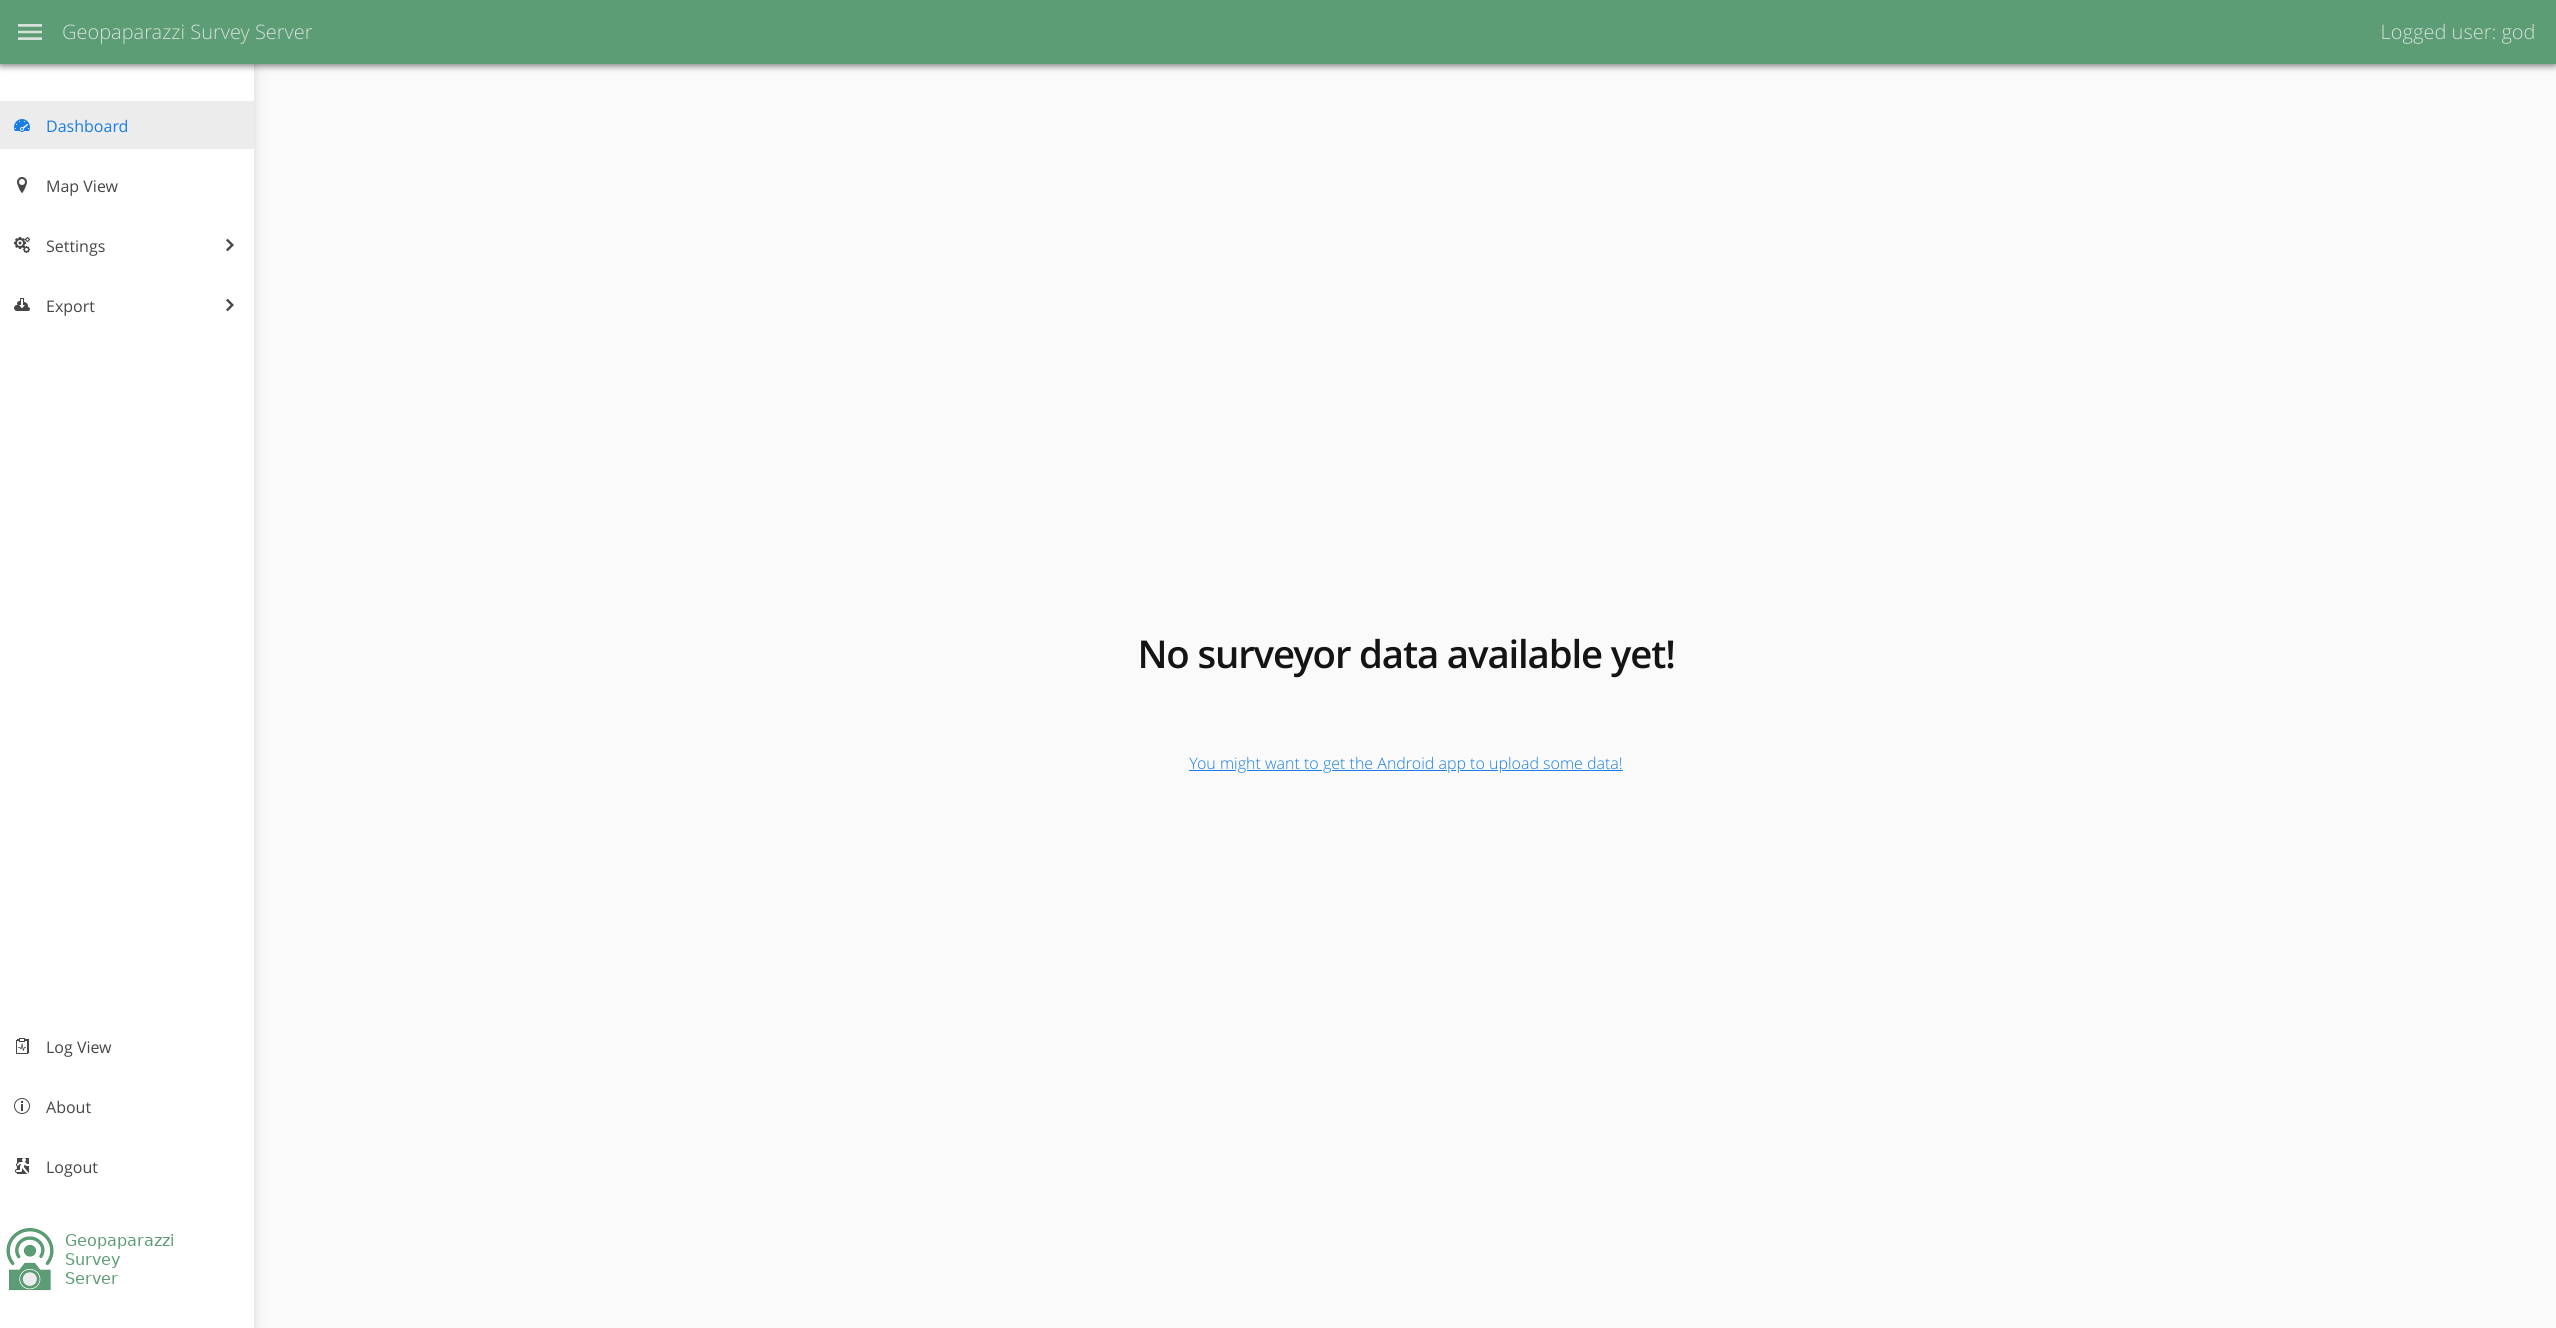 Geopaparazzi Survey Server
Logged user: god
Dashboard
Map View
Settings
Export
No surveyor data available yet!
You might want to get the Android app to upload some data!
Log View
About
Logout
Geopaparazzi
Survey
Server